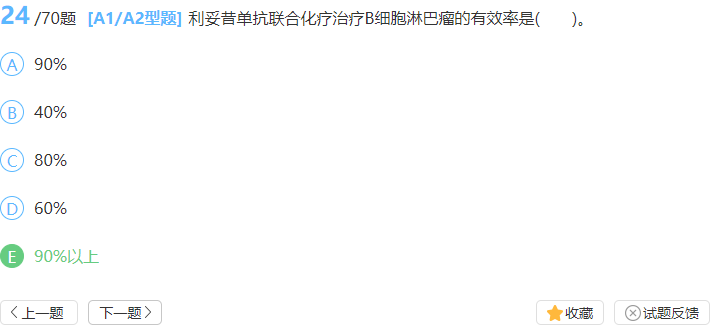 24/70题 [A1/A2型题] 利妥昔单抗联合化疗治疗B细胞淋巴瘤的有效率是( )。
A 90%
B 40%
C 80%
D 60%
E 90%以上
上一题 下一题 收藏 试题反馈